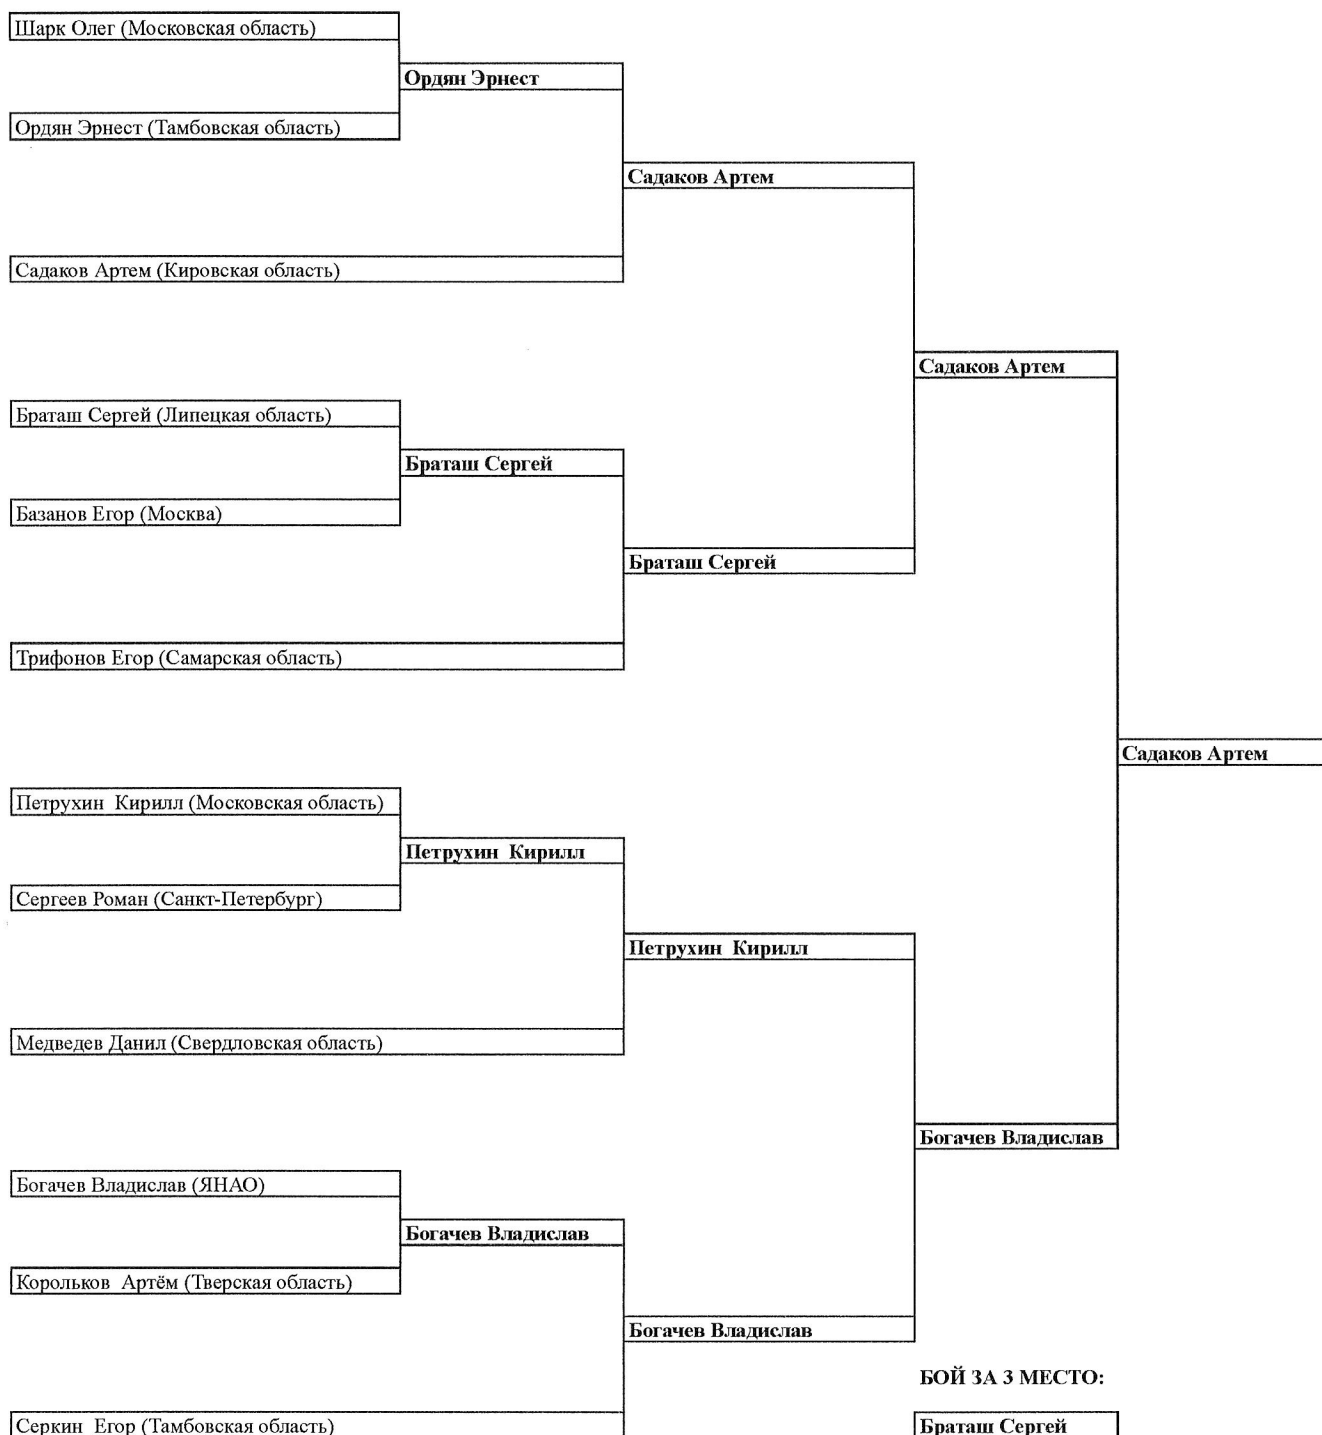 Шарк Олег (Московская область)
Ордян Эрнест
Ордян Эрнест (Тамбовская область)
Садаков Артем
Садаков Артем (Кировская область)
Садаков Артем
Браташ Сергей (Липецкая область)
Браташ Сергей
Базанов Егор (Москва)
Браташ Сергей
Трифонов Егор (Самарская область)
Садаков Артем
Петрухин  Кирилл (Московская область)
Петрухин  Кирилл
Сергеев Роман (Санкт-Петербург)
Петрухин  Кирилл
Медведев Данил (Свердловская область)
Богачев Владислав
Богачев Владислав (ЯНАО)
Богачев Владислав
Корольков  Артём (Тверская область)
Богачев Владислав
БОЙ ЗА 3 МЕСТО:
Серкин  Егор (Тамбовская область)
Браташ Сергей